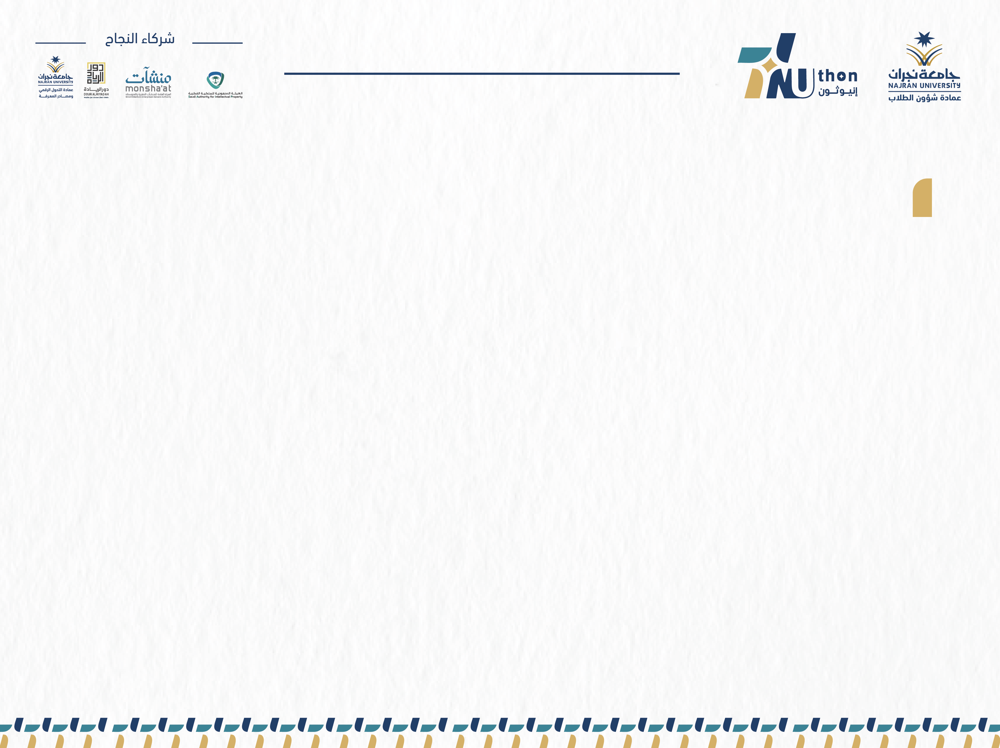 جامعة نجران
NAJRAN UNIVERSITY
عمادة شؤون الطلاب
NU thon
إنيوثون
شركاء النجاح
الهيئة السعودية للملكية الفكرية
Saudi Authority for Intellectual Property
منشآت
monsha'at
الهيئة العامة للمنشآت الصغيرة والمتوسطة
Small & Medium Enterprises General Authority
دور الريادة
دور الريادة
DOUR ALRIYADAH
جامعة نجران
NAJRAN UNIVERSITY
عمادة التحول الرقمي
ومصادر المعرفة